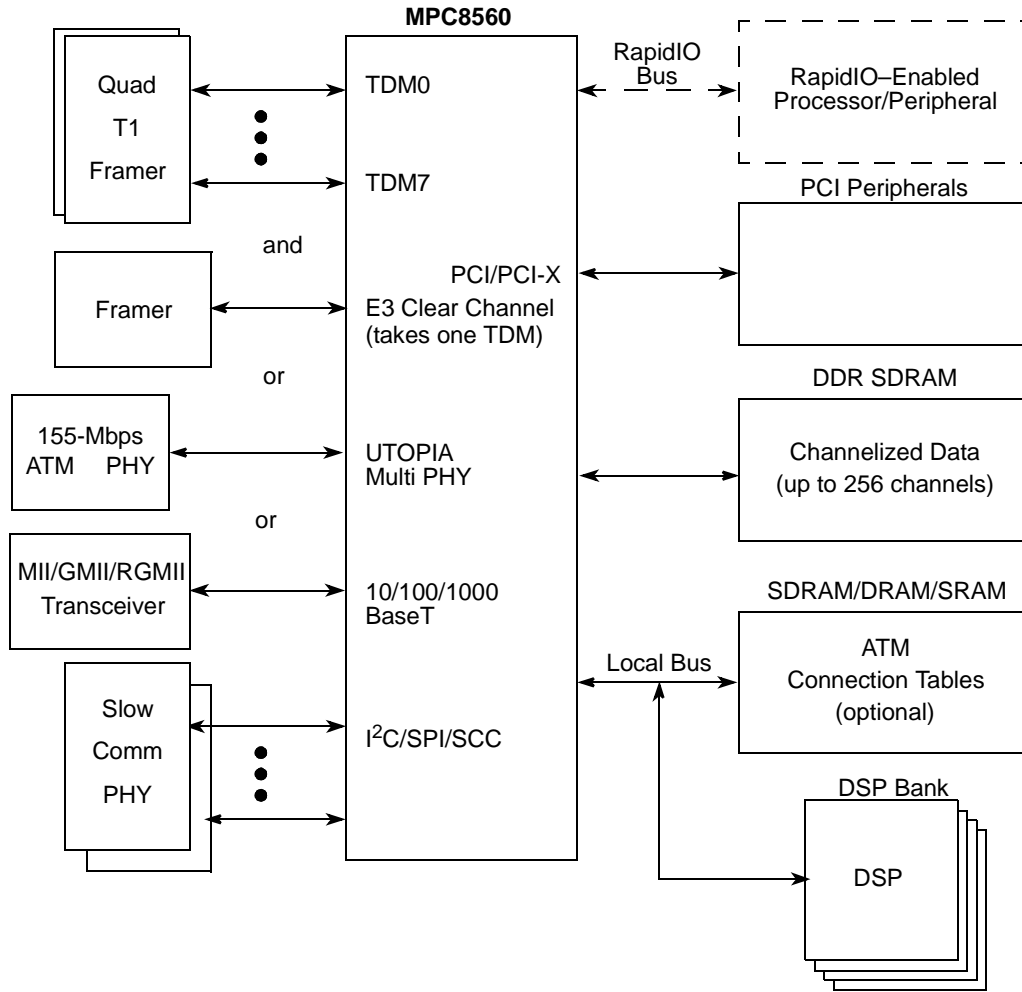 MPC8560
Quad
T1
Framer
TDM0
TDM7
and
Framer
PCI/PCI-X
E3 Clear Channel
(takes one TDM)
or
155-Mbps
ATM PHY
UTOPIA
Multi PHY
or
MII/GMII/RGMII
Transceiver
10/100/1000
BaseT
Slow
Comm
PHY
I²C/SPI/SCC
RapidIO
Bus
RapidIO–Enabled
Processor/Peripheral
PCI Peripherals
DDR SDRAM
Channelized Data
(up to 256 channels)
SDRAM/DRAM/SRAM
Local Bus
ATM
Connection Tables
(optional)
DSP Bank
DSP